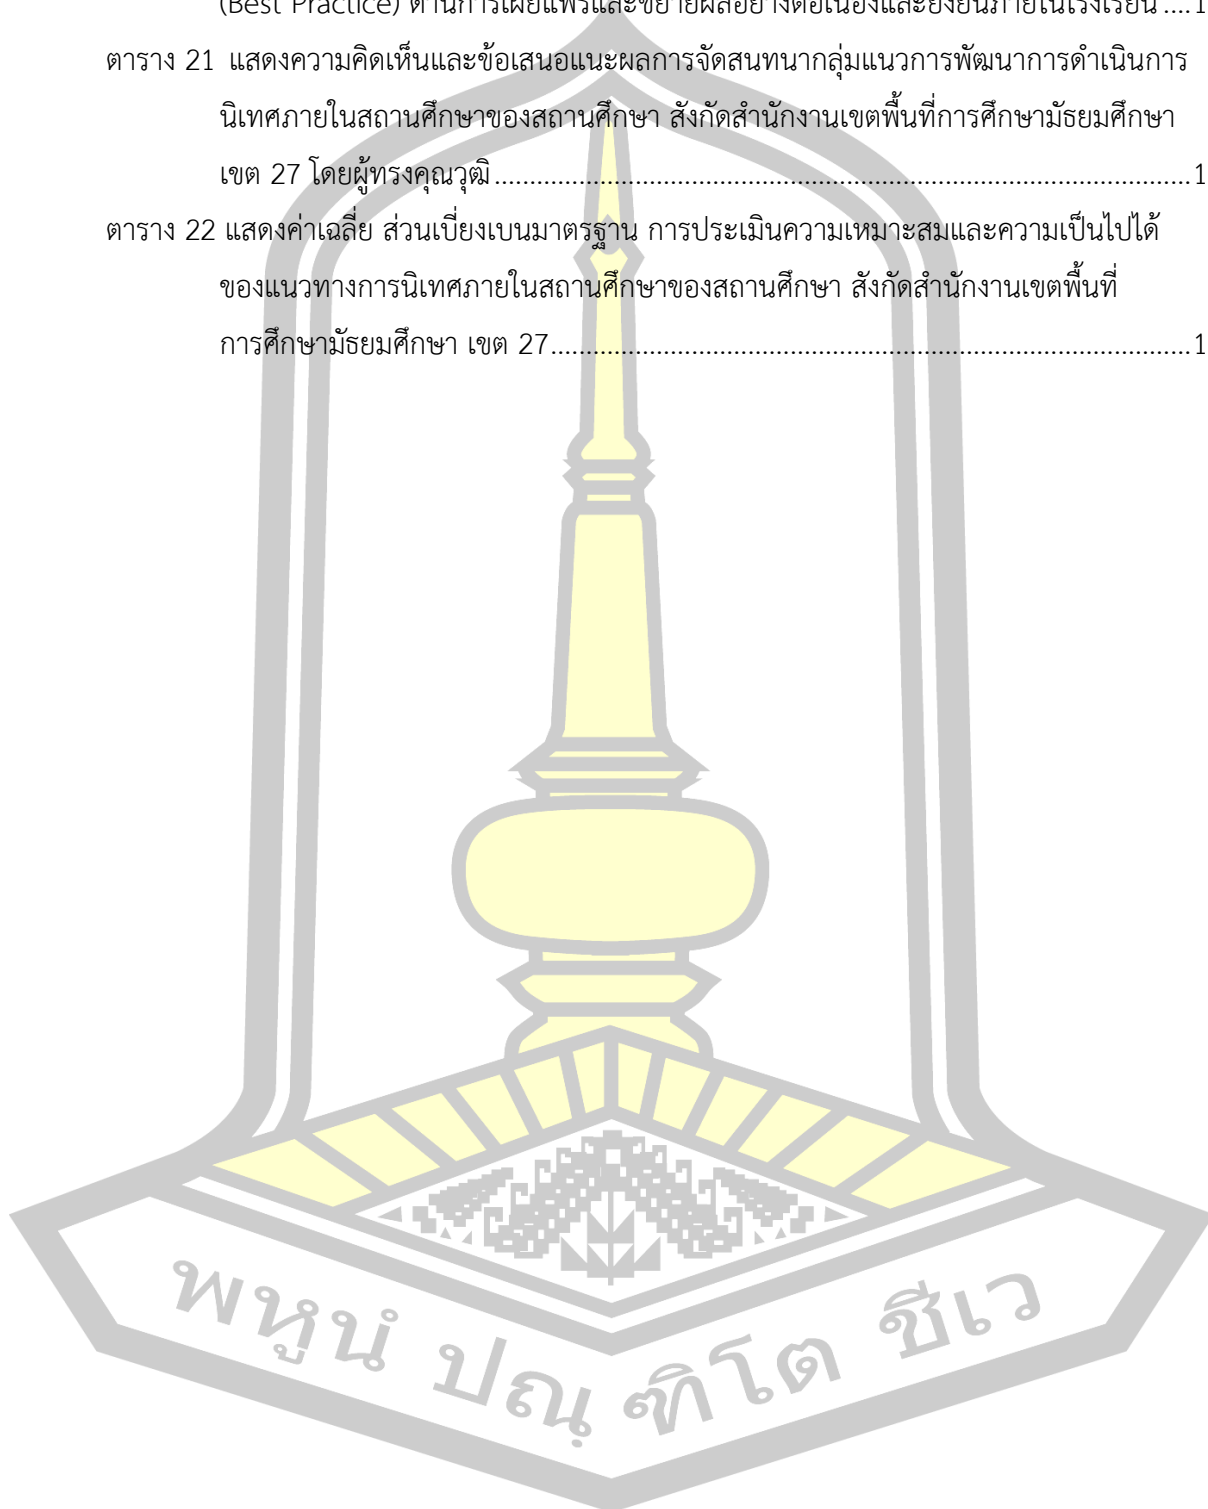 (Best Practice) ด้านการเผยแพร่และขยายผลอย่างต่อเนื่องและยั่งยืนภายในโรงเรียน ....1
ตาราง 21 แสดงความคิดเห็นและข้อเสนอแนะผลการจัดสนทนากลุ่มแนวการพัฒนาการดำเนินการ
นิเทศภายในสถานศึกษาของสถานศึกษา สังกัดสำนักงานเขตพื้นที่การศึกษามัธยมศึกษา
เขต 27 โดยผู้ทรงคุณวุฒิ ....................................................................................................1
ตาราง 22 แสดงค่าเฉลี่ย ส่วนเบี่ยงเบนมาตรฐาน การประเมินความเหมาะสมและความเป็นไปได้
ของแนวทางการนิเทศภายในสถานศึกษาของสถานศึกษา สังกัดสำนักงานเขตพื้นที่
การศึกษามัธยมศึกษา เขต 27............................................................................................1
พหูนํ ปณฺฑิโต ชีเว